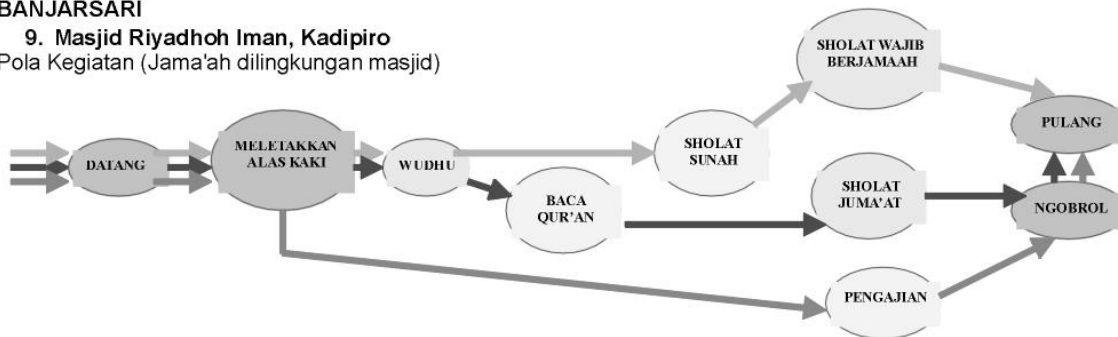 BANJARSARI
9. Masjid Riyadhoh Iman, Kadipiro
Pola Kegiatan (Jama'ah dilingkungan masjid)
SHOLAT WAJIB
BERJAMAAH
DATANG
MELETAKKAN
ALAS KAKI
WUDHU
SHOLAT
SUNAH
PULANG
BACA
QUR'AN
SHOLAT
JUMA'AT
NGOBROL
PENGAJIAN